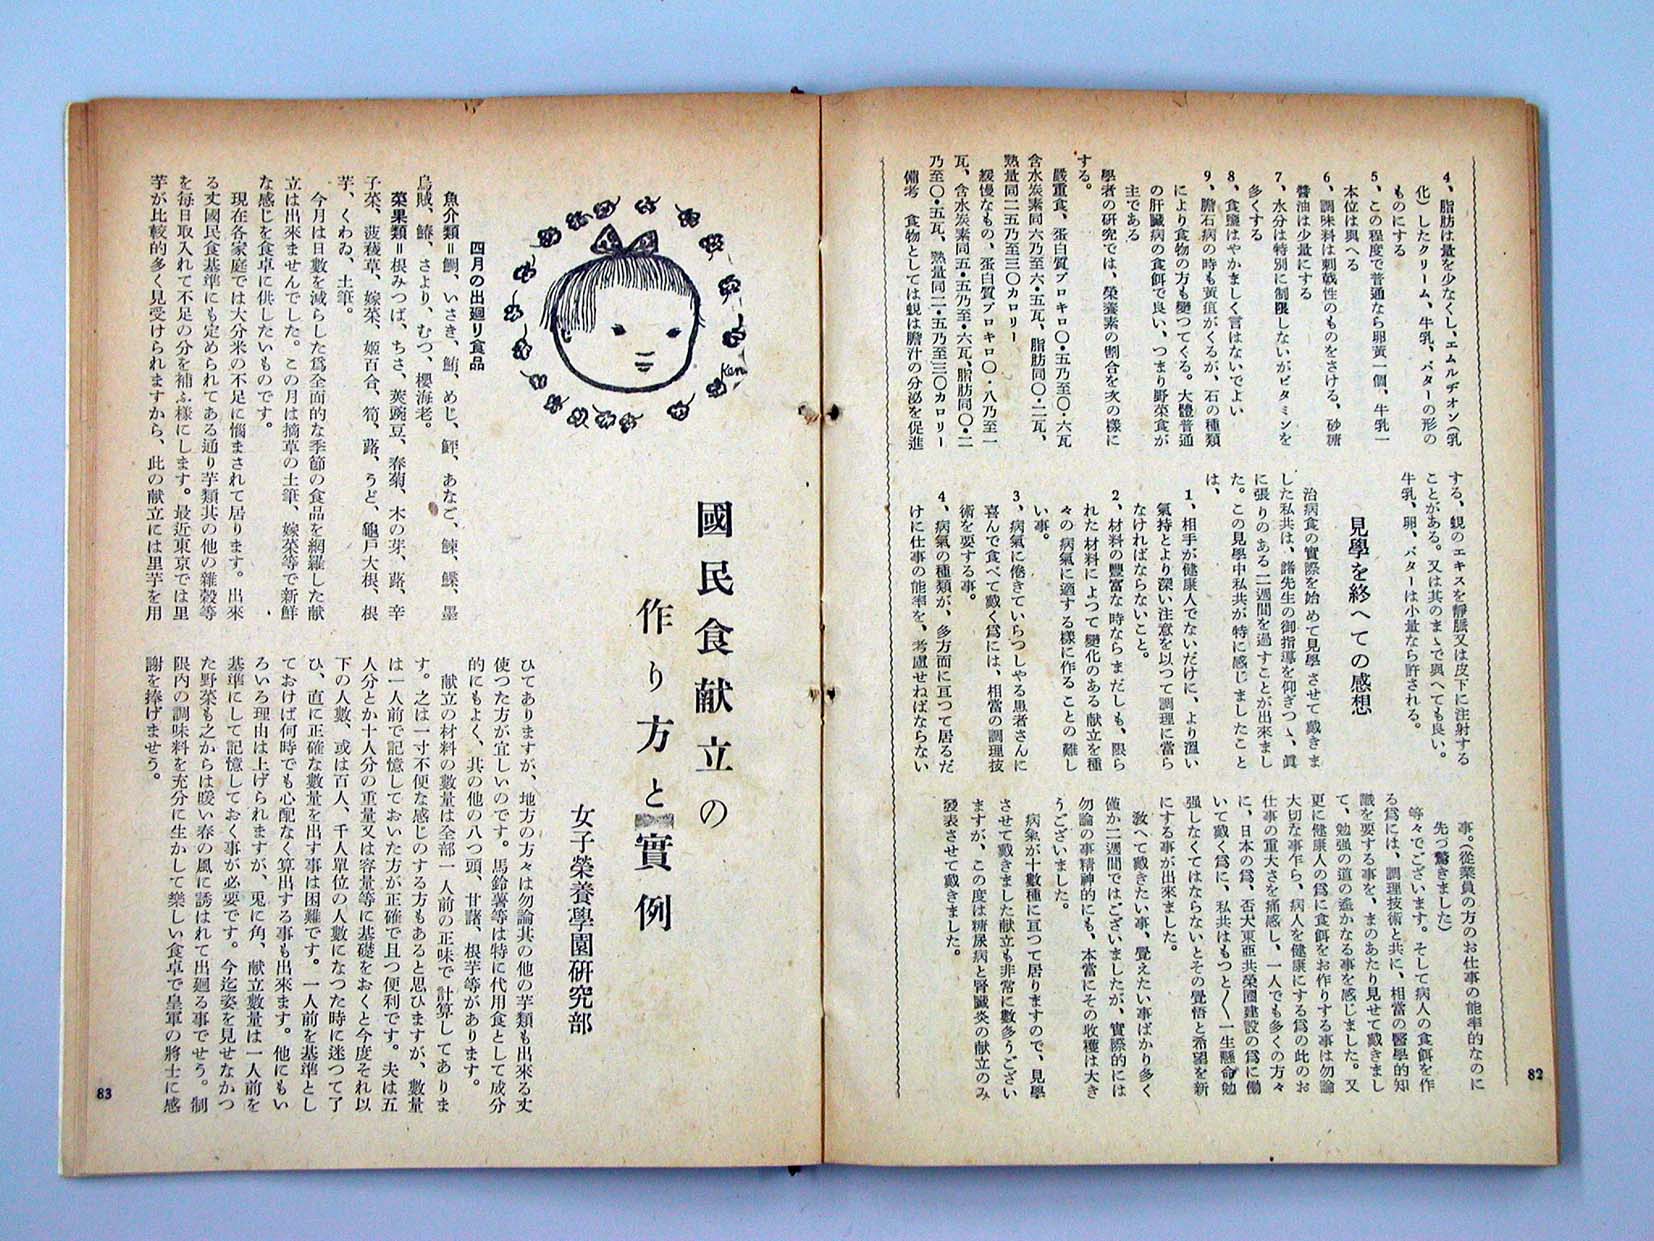 4、脂肪は量を少なくし、エムルヂオン(乳
化)したクリーム、牛乳、バターの形の
ものにする
5、この程度で普通なら卵黄一個、牛乳一
本位は與へる
6、調味料は刺戟性のものをさける、砂糖
醬油は少量にする
7、水分は特別に制限しないがビタミンを
多くする
8、食鹽はやかましく言はないでよい
9、膽石病の時も黃疸がくるが、石の種類
により食物の方も變つてくる。大體普通
の肝臓病の食餌で良い、つまり野菜食が
主である
學者の研究では、榮養素の割合を次の樣に
する。
嚴重食、蛋白質プロキロ〇・五乃至〇・六瓦
含水炭素同六乃至六・五瓦、脂肪同〇・二瓦、
熱量同二五乃至三〇カロリー
緩慢なもの、蛋白質プロキロ〇・八乃至一
瓦、含水炭素同五・五乃至・六瓦、脂肪同〇・二
乃至〇・五瓦、熱量同二・五乃至三〇カロリー
備考 食物としては蜆は膽汁の分泌を促進
する、蜆のエキスを靜脈又は皮下に注射する
ことがある。又は其のまゝで與へても良い。
牛乳、卵、バターは小量なら許される。
見學を終へての感想
治病食の實際を始めて見學させて戴きま
した私共は、諸先生の御指導を仰ぎつゝ、眞
に張りのある二週間を過すことが出來まし
た。この見學中私共が特に感じましたこと
は、
1、相手が健康人でないだけに、より溫い
氣持とより深い注意を以つて調理に當ら
なければならないこと。
2、材料の豐富な時ならまだしも、限ら
れた材料によつて變化のある献立を種
々の病氣に適する樣に作ることの難し
い事。
3、病氣に倦きていらつしやる患者さんに
喜んで食べて戴く爲には、相當の調理技
術を要する事。
4、病氣の種類が、多方面に亙つて居るだ
けに仕事の能率を、考慮せねばならない
事。(從業員の方のお仕事の能率的なのに
先づ驚きました)
等々でございます。そして病人の食餌を作
る爲には、調理技術と共に、相當の醫學的知
識を要する事を、まのあたり見せて戴きまし
て、勉强の道の遙かなる事を感じました。又
更に健康人の爲に食餌をお作りする事は勿論
大切な事乍ら、病人を健康にする爲の此のお
仕事の重大さを痛感し、一人でも多くの方々
に、日本の爲、否大東亞共榮圈建設の爲に働
いて戴く爲に、私共はもつと〱一生懸命勉
强しなくてはならないとその覺悟と希望を新
にする事が出來ました。
敎へて戴きたい事、覺えたい事ばかり多く
僅か二週間ではございましたが、實際的には
勿論の事精神的にも、本當にその收穫は大き
うございました。
病氣が十數種に亙つて居りますので、見學
させて戴きました献立も非常に數多うござい
ますが、この度は糖尿病と腎臓炎の献立のみ
發表させて戴きました。
82
國民食献立の
作り方と實例
女子榮養學園硏究部
Ken
四月の出廻り食品
魚介類=鯛、いさき、鮪、めじ、鮃、あなご、鰊、鰈、墨
烏賊、鰆、さより、むつ、櫻海老。
菜果類=根みつば、ちさ、莢豌豆、春菊、木の芽、蕗、辛
子菜、菠薐草、嫁菜、姬百合、筍、蕗、うど、龜戶大根、根
芋、くわゐ、土筆。
今月は日數を減らした爲全面的な季節の食品を網羅した献
立は出來ませんでした。この月は摘草の土筆、嫁菜等で新鮮
な感じを食卓に供したいものです。
現在各家庭では大分米の不足に惱まされて居ります。出來
る丈國民食基準にも定められてある通り芋類其の他の雜穀等
を每日取入れて不足の分を補ふ樣にします。最近東京では里
芋が比較的多く見受けられますから、此の献立には里芋を用
ひてありますが、地方の方々は勿論其の他の芋類も出來る丈
使つた方が宜しいのです。馬鈴薯等は特に代用食として成分
的にもよく、其の他の八つ頭、甘藷、根芋等があります。
献立の材料の數量は全部一人前の正味で計算してありま
す。之は一寸不便な感じのする方もあると思ひますが、數量
は一人前で記憶しておいた方が正確で且つ便利です。夫は五
人分とか十人分の重量又は容量等に基礎をおくと今度それ以
下の人數、或は百人、千人單位の人數になつた時に迷つて了
ひ、直に正確な數量を出す事は困難です。一人前を基準とし
ておけば何時でも心配なく算出する事も出來ます。他にもい
ろいろ理由は上げられますが、兎に角、献立數量は一人前を
基準にして記憶しておく事が必要です。今迄姿を見せなかつ
た野菜も之からは暖い春の風に誘はれて出廻る事でせう。制
限內の調味料を充分に生かして樂しい食卓で皇軍の將士に感
謝を捧げませう。
83